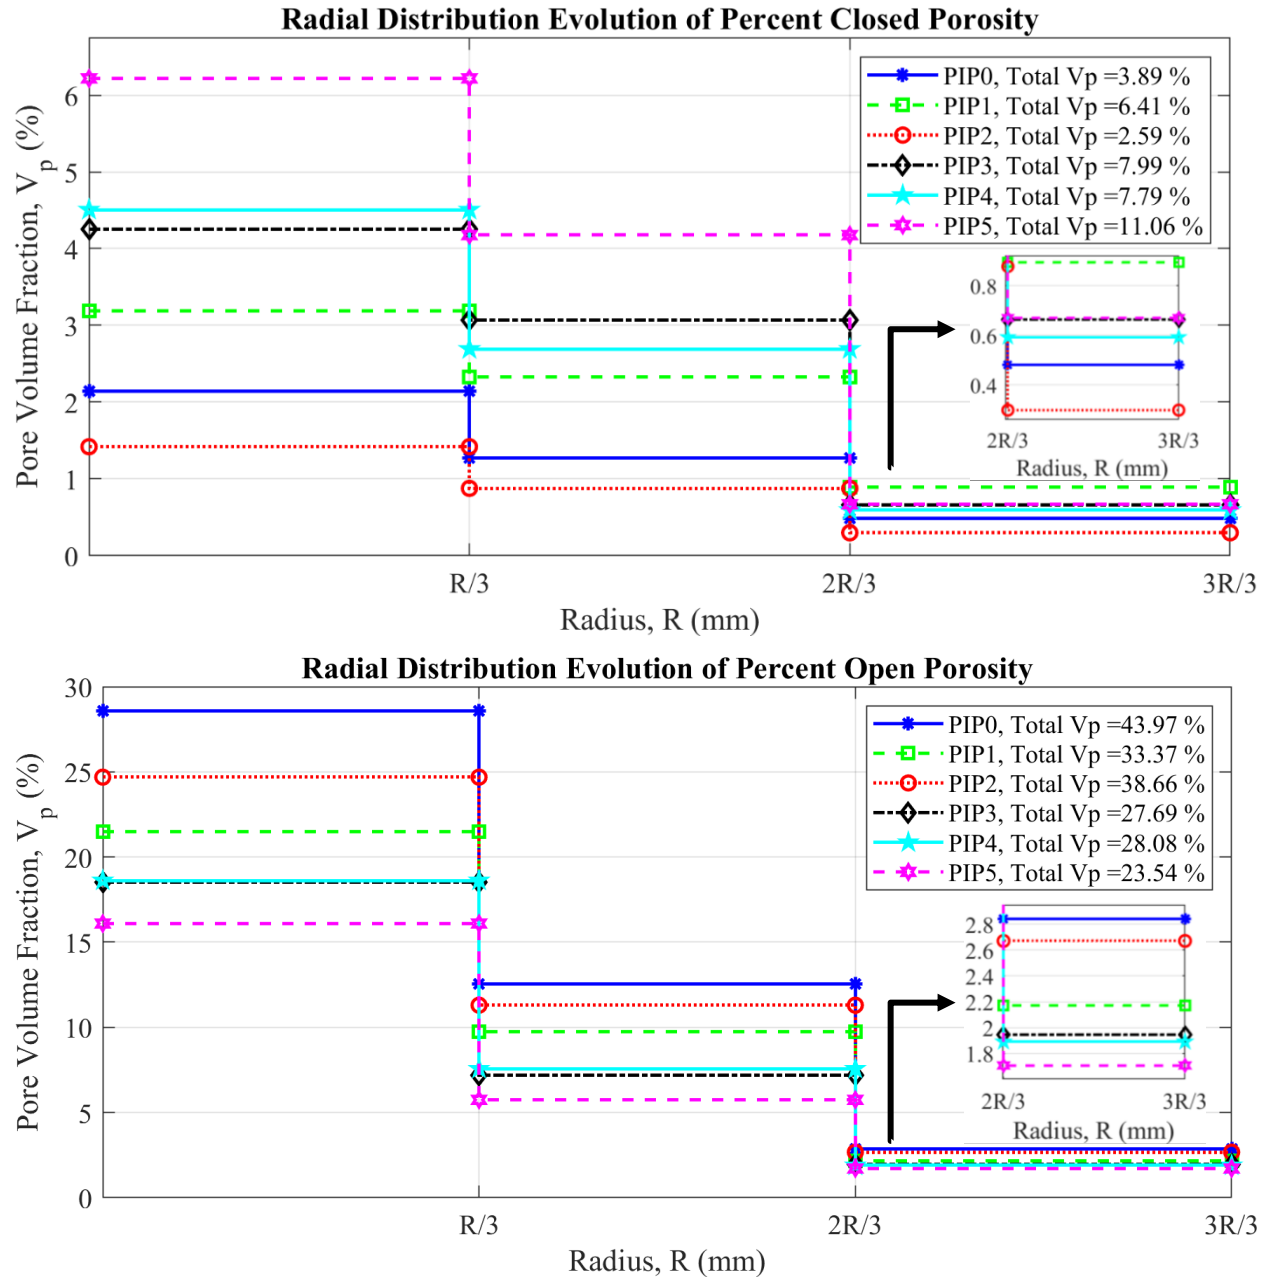 Radial Distribution Evolution of Percent Closed Porosity
Pore Volume Fraction, Vp (%)
6
5
4
3
2
1
0
PIP0, Total Vp =3.89 %
PIP1, Total Vp =6.41 %
PIP2, Total Vp =2.59 %
PIP3, Total Vp =7.99 %
PIP4, Total Vp =7.79 %
PIP5, Total Vp =11.06 %
0.8
0.6
0.4
2R/3 3R/3
Radius, R (mm)
R/3 2R/3 3R/3
Radius, R (mm)
Radial Distribution Evolution of Percent Open Porosity
Pore Volume Fraction, Vp (%)
30
25
20
15
10
5
0
PIP0, Total Vp =43.97 %
PIP1, Total Vp =33.37 %
PIP2, Total Vp =38.66 %
PIP3, Total Vp =27.69 %
PIP4, Total Vp =28.08 %
PIP5, Total Vp =23.54 %
2.8
2.6
2.4
2.2
2
1.8
2R/3 3R/3
Radius, R (mm)
R/3 2R/3 3R/3
Radius, R (mm)